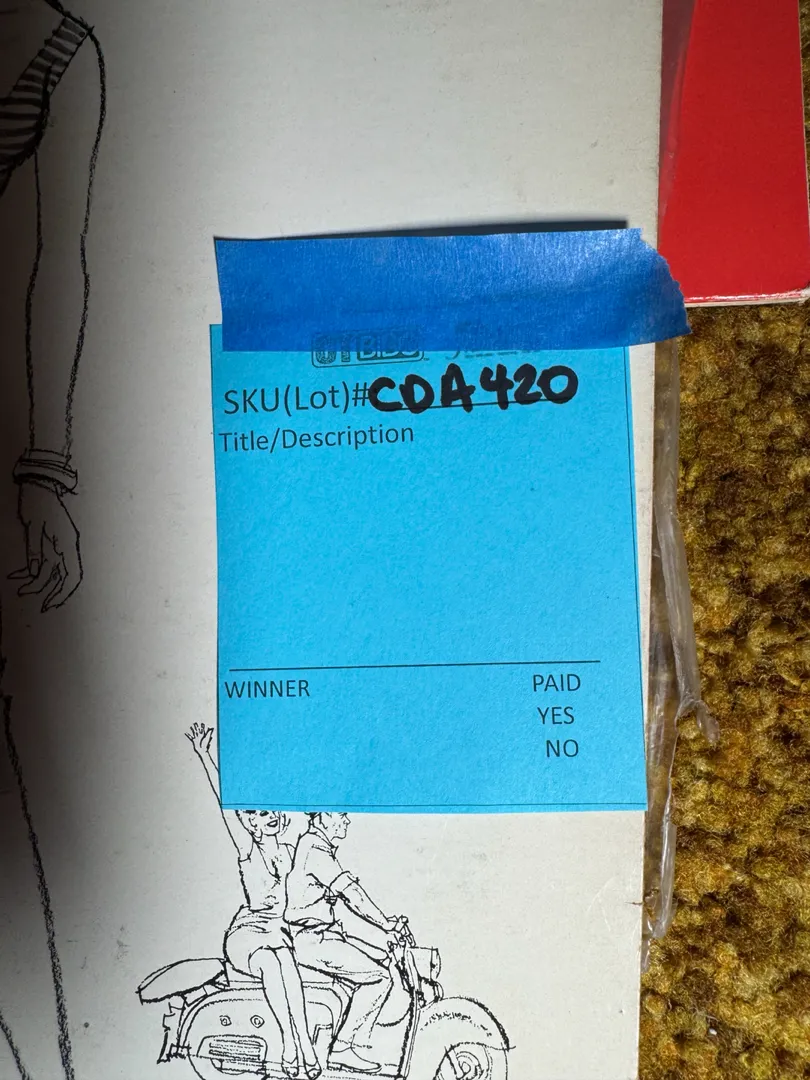 SKU(Lot)#CDA420
Title/Description
WINNER
PAID
YES
NO